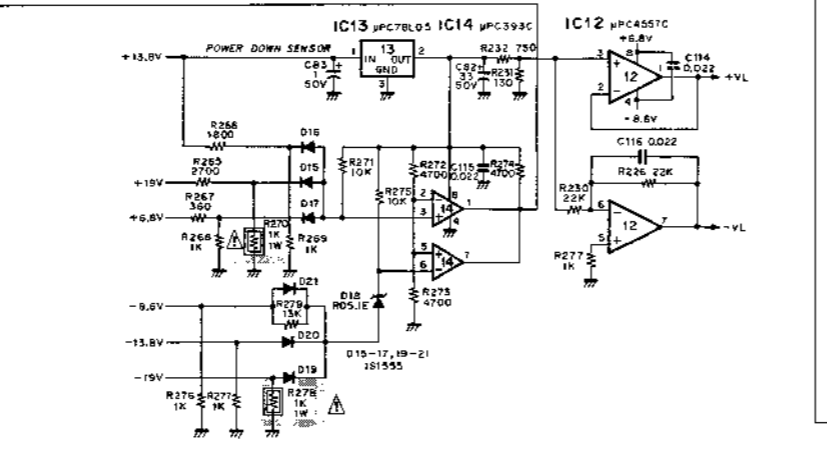 IC13 µPC78L05 IC14 µPC393C
IC12 µPC4557C
+13.8V
POWER DOWN SENSOR
1
13
IN OUT
GND
2
3
C83
1
50V
+
C82
33
50V
+
R232 750
R231
130
+6.8V
3
8
+
12
1
-
2
4
-8.6V
C114
0.022
+VL
R266
1800
R265
2700
+19V
R267
360
+6.8V
R268
1K
D16
D15
D17
R270
1K
1W
R269
1K
R271
10K
R272
4700
R275
10K
C115
0.022
R274
4700
2
8
-
14
1
3
+
4
5
+
14
7
6
-
R273
4700
C116 0.022
R226 22K
R230
22K
6
-
12
7
5
+
R277
1K
-VL
D21
R279
13K
-8.6V
D18
RD5.1E
-13.8V
D20
D15-17,19-21
1S1555
-19V
D19
R276
1K
R277
1K
R278
1K
1W